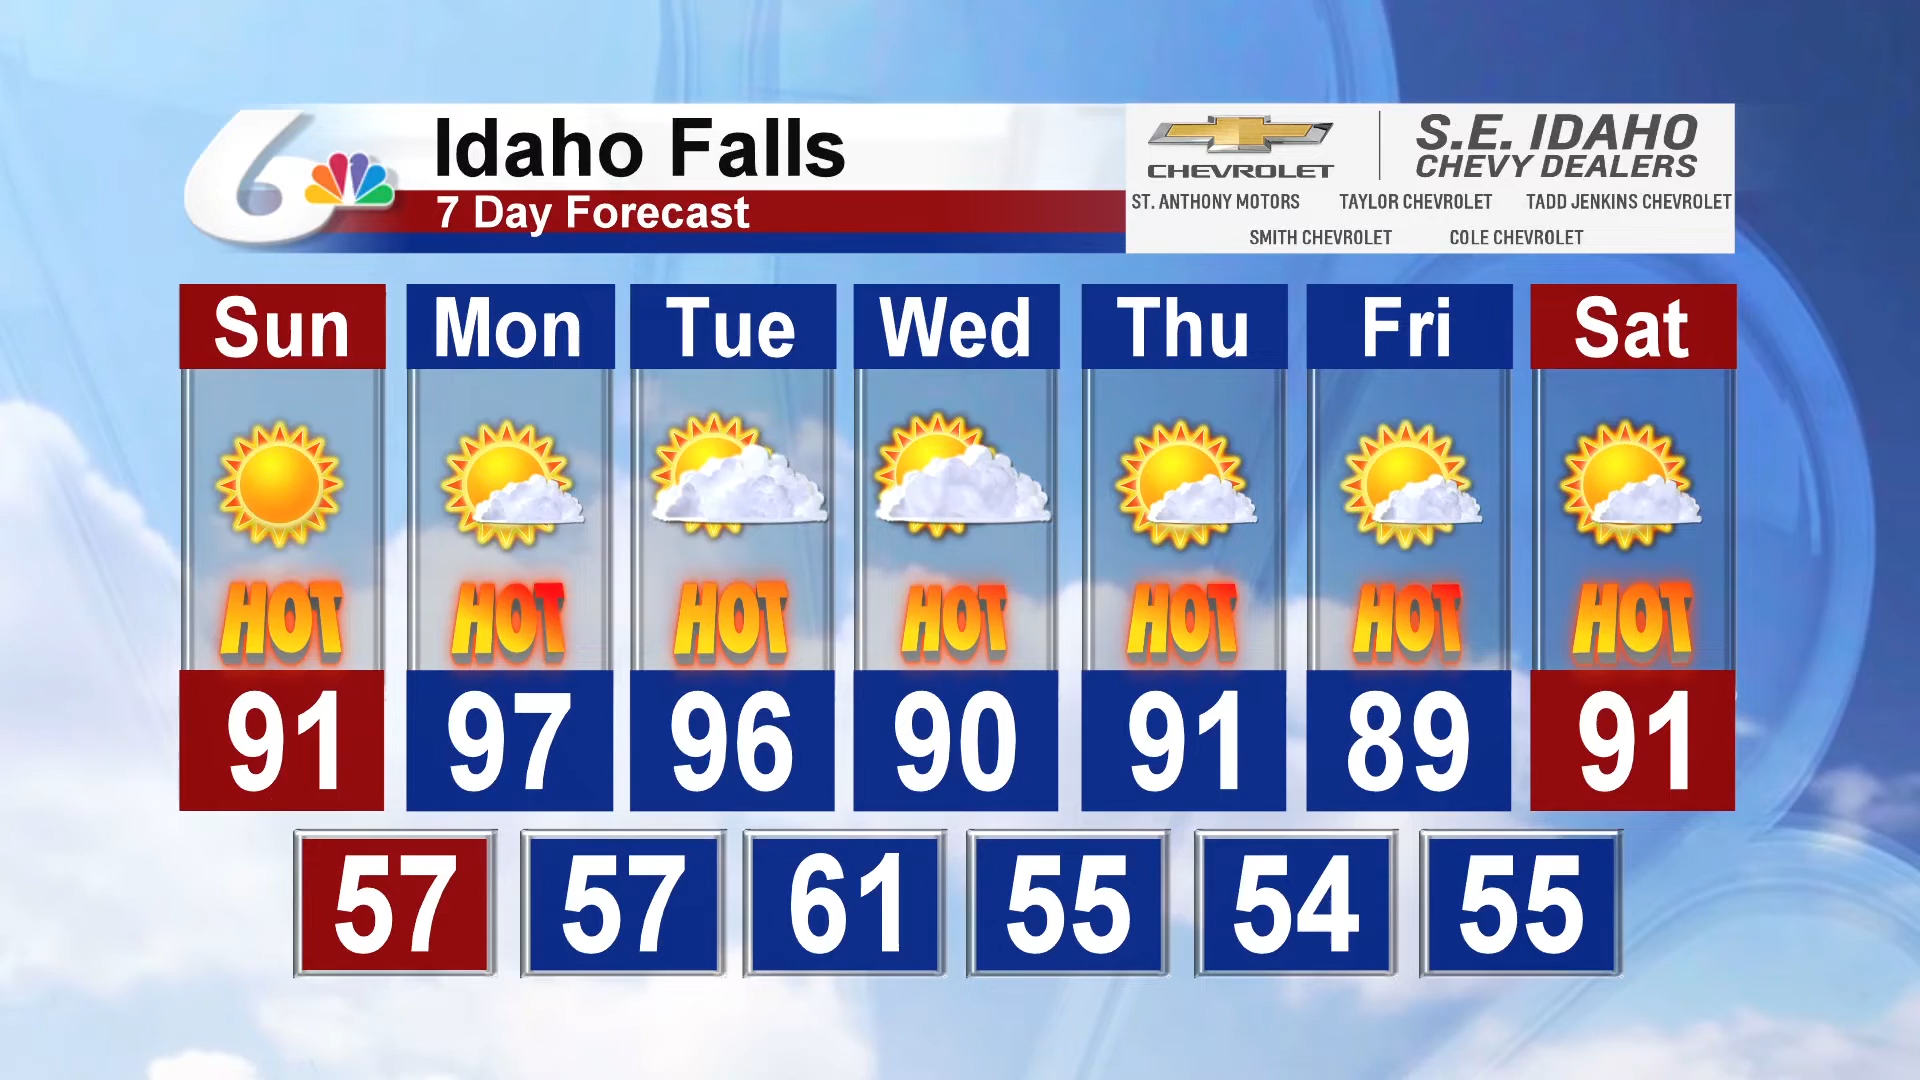 6
Idaho Falls
7 Day Forecast
CHEVROLET
S.E. IDAHO
CHEVY DEALERS
ST. ANTHONY MOTORS TAYLOR CHEVROLET TADD JENKINS CHEVROLET
SMITH CHEVROLET COLE CHEVROLET
Sun Mon Tue Wed Thu Fri Sat
HOT HOT HOT HOT HOT HOT HOT
91 97 96 90 91 89 91
57 57 61 55 54 55